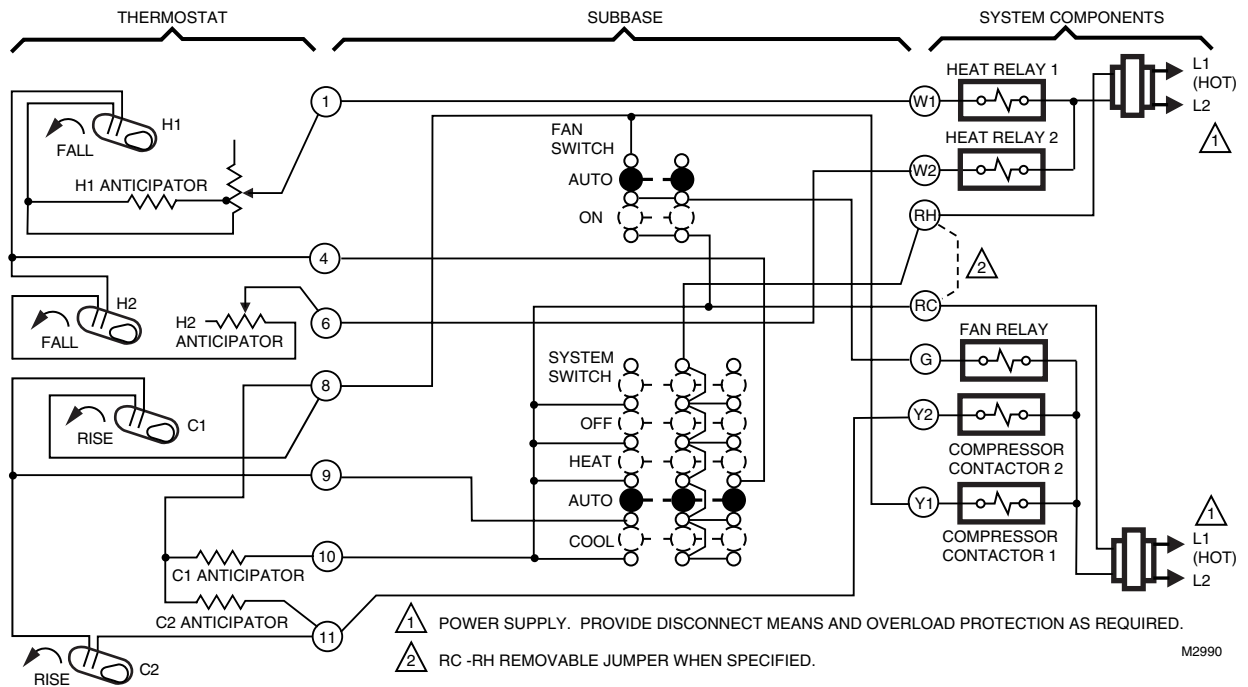 THERMOSTAT
SUBBASE
SYSTEM COMPONENTS
H1
FALL
H1 ANTICIPATOR
1
4
H2
FALL
H2
ANTICIPATOR
6
8
C1
RISE
9
10
C1 ANTICIPATOR
C2 ANTICIPATOR
11
C2
RISE
FAN
SWITCH
AUTO
ON
SYSTEM
SWITCH
OFF
HEAT
AUTO
COOL
W1
HEAT RELAY 1
W2
HEAT RELAY 2
L1
(HOT)
L2
1
RH
2
RC
FAN RELAY
G
Y2
COMPRESSOR
CONTACTOR 2
Y1
COMPRESSOR
CONTACTOR 1
1
L1
(HOT)
L2
1 POWER SUPPLY. PROVIDE DISCONNECT MEANS AND OVERLOAD PROTECTION AS REQUIRED.
2 RC -RH REMOVABLE JUMPER WHEN SPECIFIED.
M2990